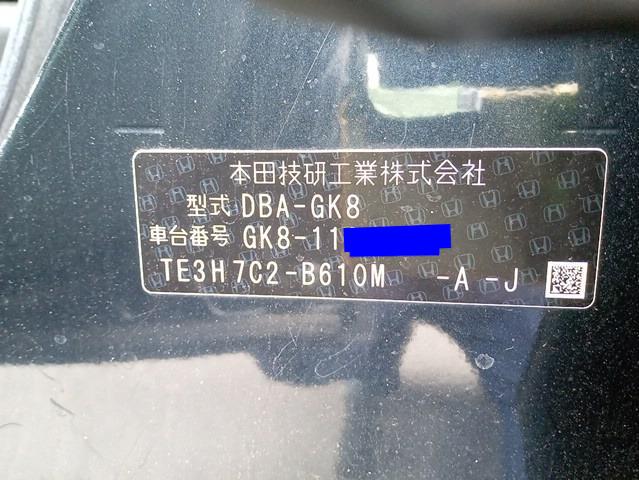 本田技研工業株式会社
型式 DBA-GK8
車台番号 GK8-11
TE3H7C2-B610M -A -J